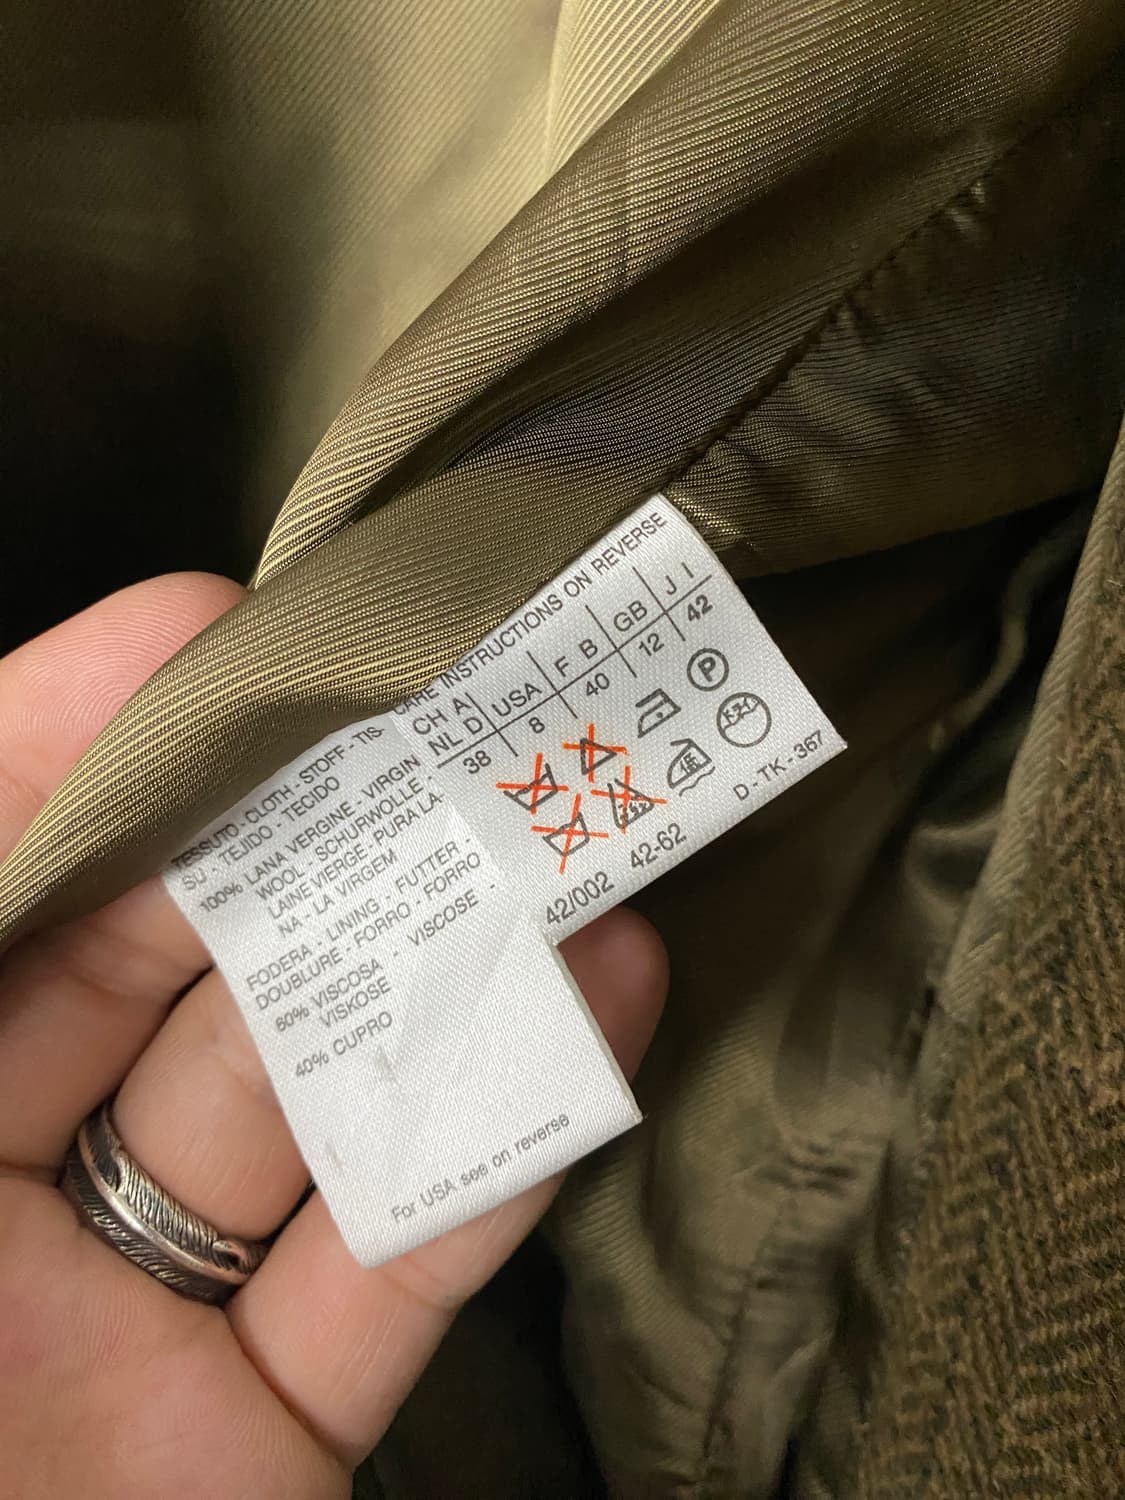 TESSUTO - CLOTH - STOFF - TIS-
SU - TEJIDO - TECIDO
100% LANA VERGINE - VIRGIN
WOOL - SCHURWOLLE -
LAINE VIERGE - PURA LA-
NA - LA VIRGEM
FODERA - LINING - FUTTER -
DOUBLURE - FORRO - FORRO
60% VISCOSA - VISCOSE -
VISKOSE
40% CUPRO
For USA see on reverse
CARE INSTRUCTIONS ON REVERSE
CH A USA F B GB J I
NL D
38 8 40 12 42
P
D - TK - 367
42/002 42-62